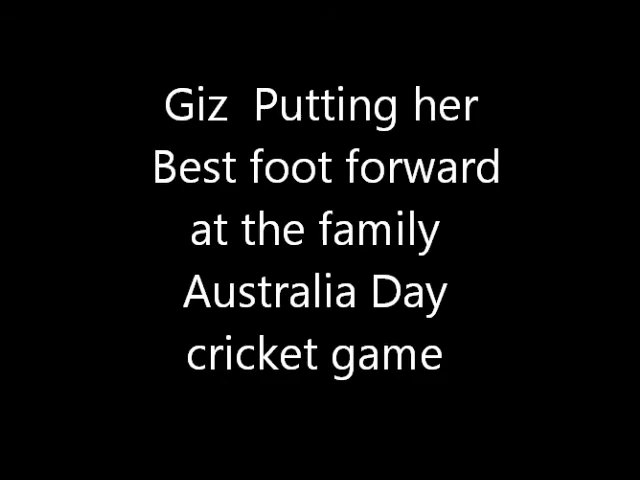 Giz  Putting her
Best foot forward
at the family
Australia Day
cricket game